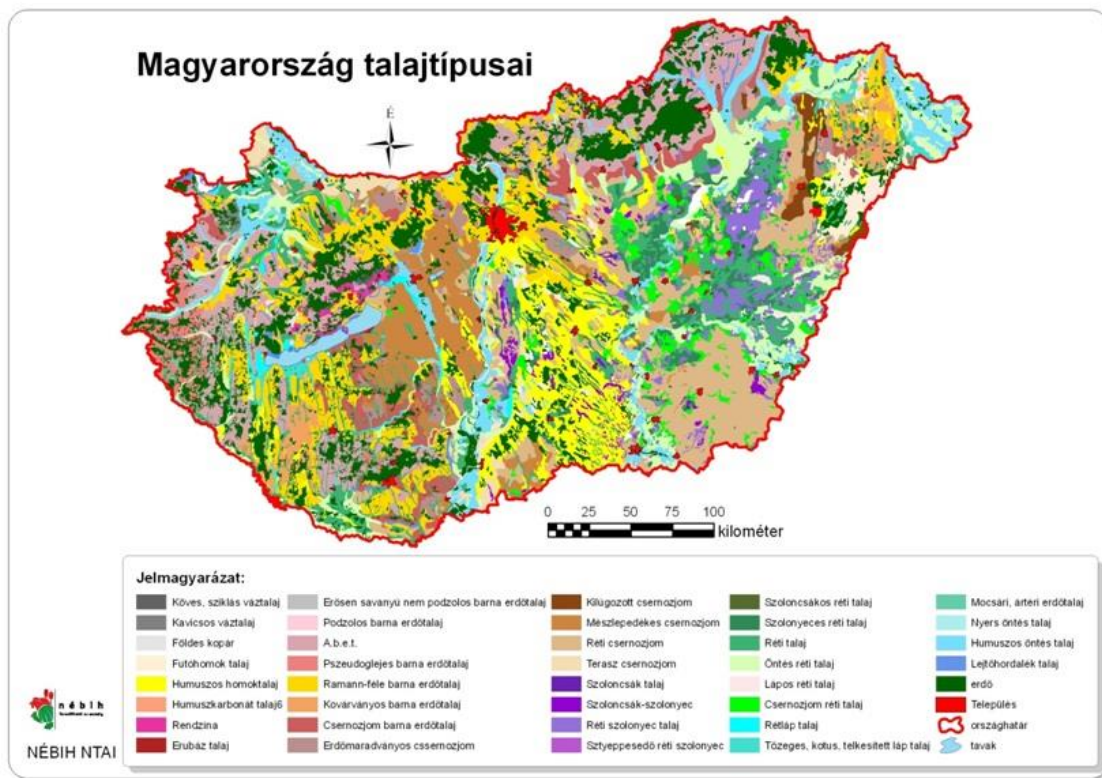 Magyarország talajtípusai
É
0 25 50 75 100
kilométer
Jelmagyarázat:
Köves, sziklás váztalaj
Kavicsos váztalaj
Földes kopár
Futóhomok talaj
Humuszos homoktalaj
Humuszkarbonát talaj6
Rendzina
Erubáz talaj
Erősen savanyú nem podzolos barna erdőtalaj
Podzolos barna erdőtalaj
A.b.e.t.
Pszeudoglejes barna erdőtalaj
Ramann-féle barna erdőtalaj
Kovárványos barna erdőtalaj
Csernozjom barna erdőtalaj
Erdőmaradványos cssernozjom
Kilúgozott csernozjom
Mészlepedékes csernozjom
Réti csernozjom
Terasz csernozjom
Szoloncsák talaj
Szoloncsák-szolonyec
Réti szolonyec talaj
Sztyeppesedő réti szolonyec
Szoloncsákos réti talaj
Szolonyeces réti talaj
Réti talaj
Öntés réti talaj
Lápos réti talaj
Csernozjom réti talaj
Rétláp talaj
Tőzeges, kotus, telkesített láp talaj
Mocsári, ártéri erdőtalaj
Nyers öntés talaj
Humuszos öntés talaj
Lejtőhordalék talaj
erdő
Település
országhatár
tavak
nébih
NÉBIH NTAI